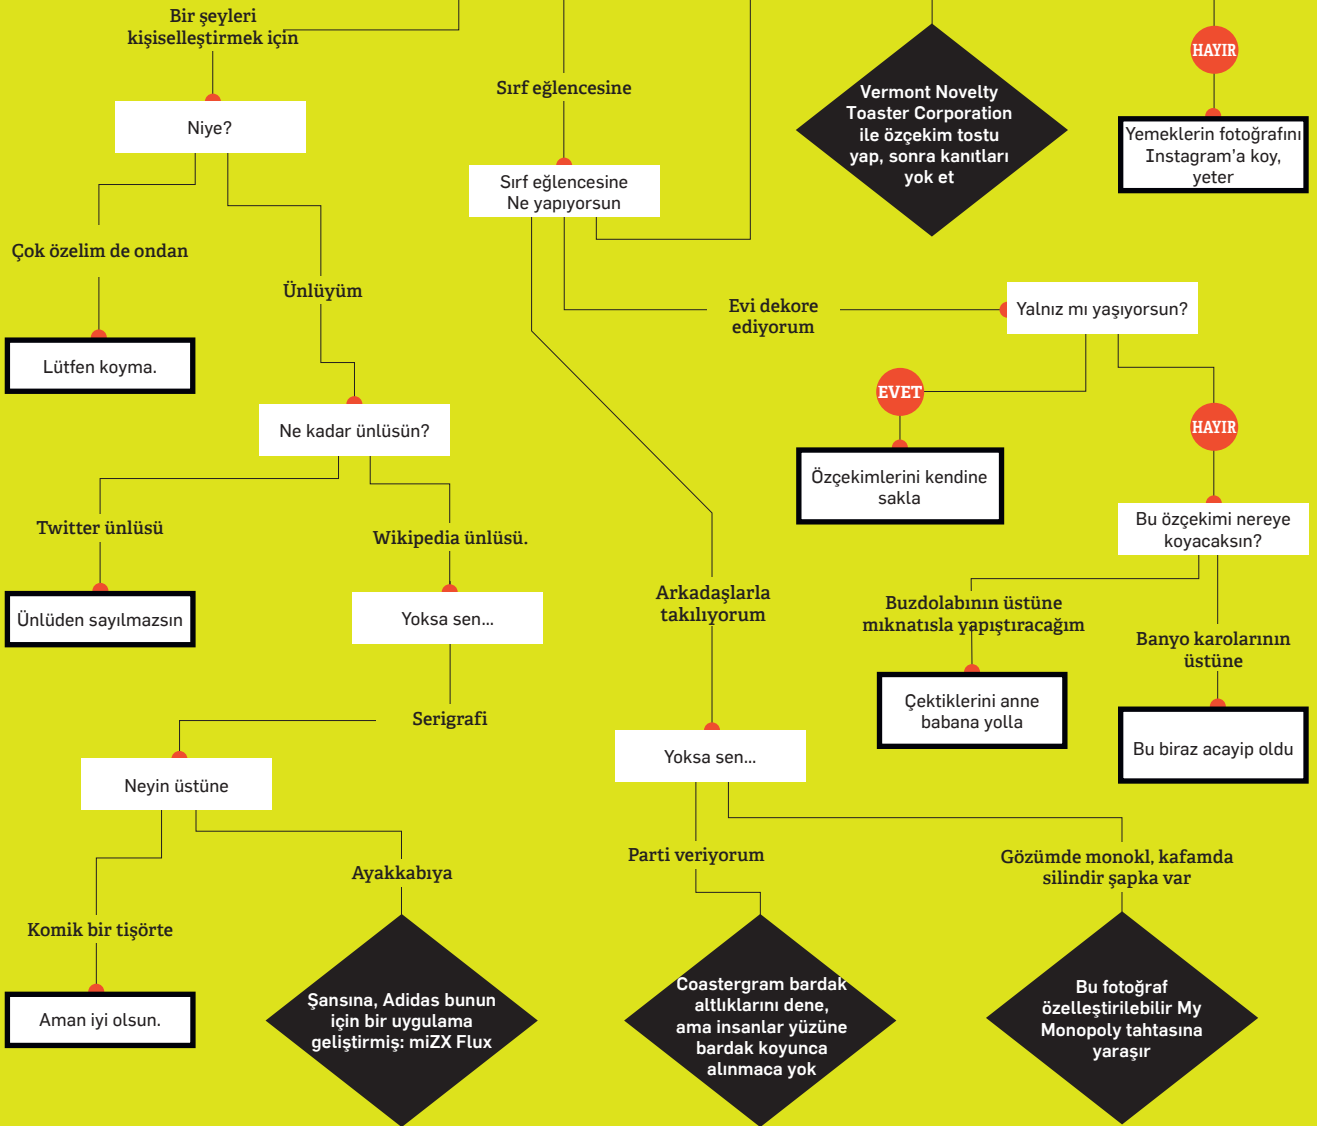 Bir şeyleri
kişiselleştirmek için
Niye?
Çok özelim de ondan
Lütfen koyma.
Ünlüyüm
Ne kadar ünlüsün?
Twitter ünlüsü
Ünlüden sayılmazsın
Wikipedia ünlüsü.
Yoksa sen...
Serigrafi
Neyin üstüne
Komik bir tişörte
Aman iyi olsun.
Ayakkabıya
Şansına, Adidas bunun
için bir uygulama
geliştirmiş: miZX Flux
Sırf eğlencesine
Sırf eğlencesine
Ne yapıyorsun
Arkadaşlarla
takılıyorum
Yoksa sen...
Parti veriyorum
Coastergram bardak
altlıklarını dene,
ama insanlar yüzüne
bardak koyunca
alınmaca yok
Gözümde monokl, kafamda
silindir şapka var
Bu fotoğraf
özelleştirilebilir My
Monopoly tahtasına
yaraşır
Evi dekore
ediyorum
Yalnız mı yaşıyorsun?
EVET
Özçekimlerini kendine
sakla
HAYIR
Bu özçekimi nereye
koyacaksın?
Buzdolabının üstüne
mıknatısla yapıştıracağım
Çektiklerini anne
babana yolla
Banyo karolarının
üstüne
Bu biraz acayip oldu
Vermont Novelty
Toaster Corporation
ile özçekim tostu
yap, sonra kanıtları
yok et
HAYIR
Yemeklerin fotoğrafını
Instagram'a koy,
yeter